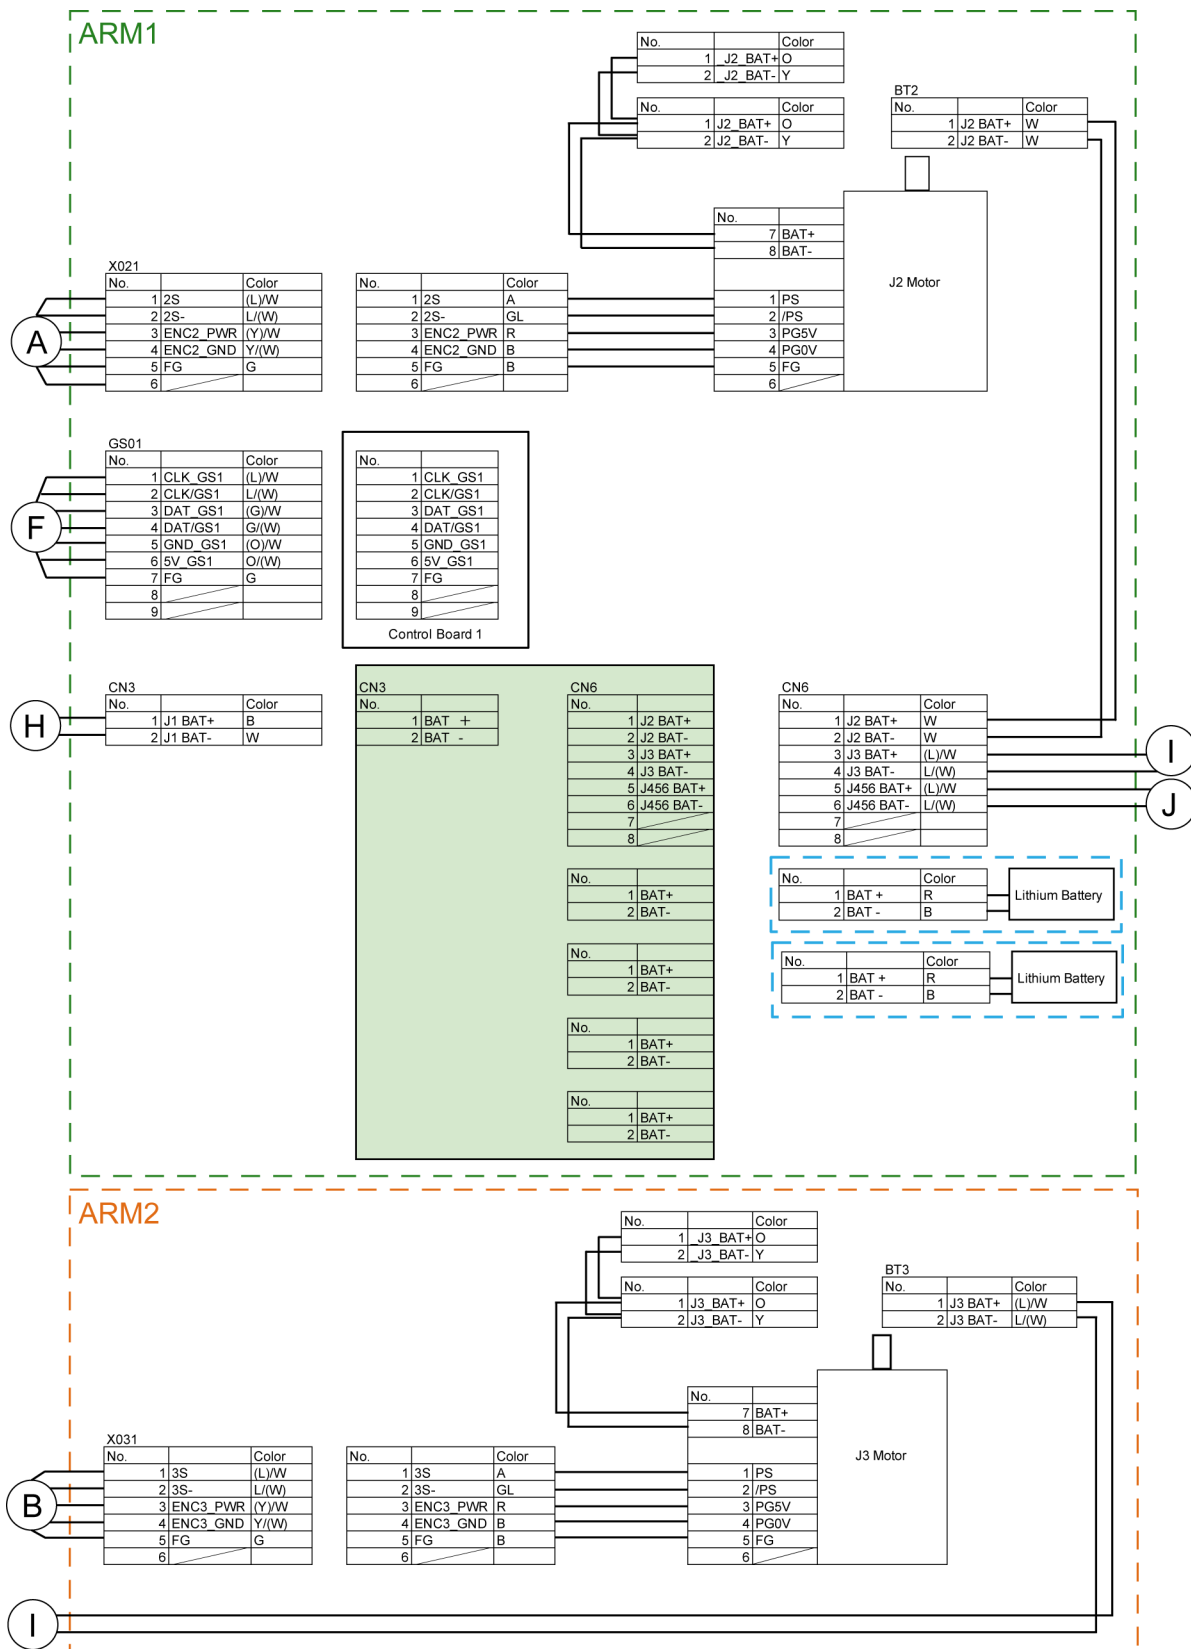 ARM1
No. Color
1 _J2_BAT+ O
2 _J2_BAT- Y
No. Color
1 J2_BAT+ O
2 J2_BAT- Y
BT2
No. Color
1 J2 BAT+ W
2 J2 BAT- W
No.
7 BAT+
8 BAT-
1 PS
2 /PS
3 PG5V
4 PG0V
5 FG
6
J2 Motor
X021
No. Color
1 2S (L)/W
2 2S- L/(W)
3 ENC2_PWR (Y)/W
4 ENC2_GND Y/(W)
5 FG G
6
A
No. Color
1 2S A
2 2S- GL
3 ENC2_PWR R
4 ENC2_GND B
5 FG B
6
GS01
No. Color
1 CLK_GS1 (L)/W
2 CLK/GS1 L/(W)
3 DAT_GS1 (G)/W
4 DAT/GS1 G/(W)
5 GND_GS1 (O)/W
6 5V_GS1 O/(W)
7 FG G
8
9
F
No.
1 CLK_GS1
2 CLK/GS1
3 DAT_GS1
4 DAT/GS1
5 GND_GS1
6 5V_GS1
7 FG
8
9
Control Board 1
CN3
No. Color
1 J1 BAT+ B
2 J1 BAT- W
H
CN3
No.
1 BAT +
2 BAT -
CN6
No.
1 J2 BAT+
2 J2 BAT-
3 J3 BAT+
4 J3 BAT-
5 J456 BAT+
6 J456 BAT-
7
8
CN6
No. Color
1 J2 BAT+ W
2 J2 BAT- W
3 J3 BAT+ (L)/W
4 J3 BAT- L/(W)
5 J456 BAT+ (L)/W
6 J456 BAT- L/(W)
7
8
I
J
No.
1 BAT+
2 BAT-
No. Color
1 BAT + R
2 BAT - B
Lithium Battery
No.
1 BAT+
2 BAT-
No. Color
1 BAT + R
2 BAT - B
Lithium Battery
No.
1 BAT+
2 BAT-
No.
1 BAT+
2 BAT-
ARM2
No. Color
1 _J3_BAT+ O
2 _J3_BAT- Y
No. Color
1 J3_BAT+ O
2 J3_BAT- Y
BT3
No. Color
1 J3 BAT+ (L)/W
2 J3 BAT- L/(W)
No.
7 BAT+
8 BAT-
1 PS
2 /PS
3 PG5V
4 PG0V
5 FG
6
J3 Motor
X031
No. Color
1 3S (L)/W
2 3S- L/(W)
3 ENC3_PWR (Y)/W
4 ENC3_GND Y/(W)
5 FG G
6
B
No. Color
1 3S A
2 3S- GL
3 ENC3_PWR R
4 ENC3_GND B
5 FG B
6
I